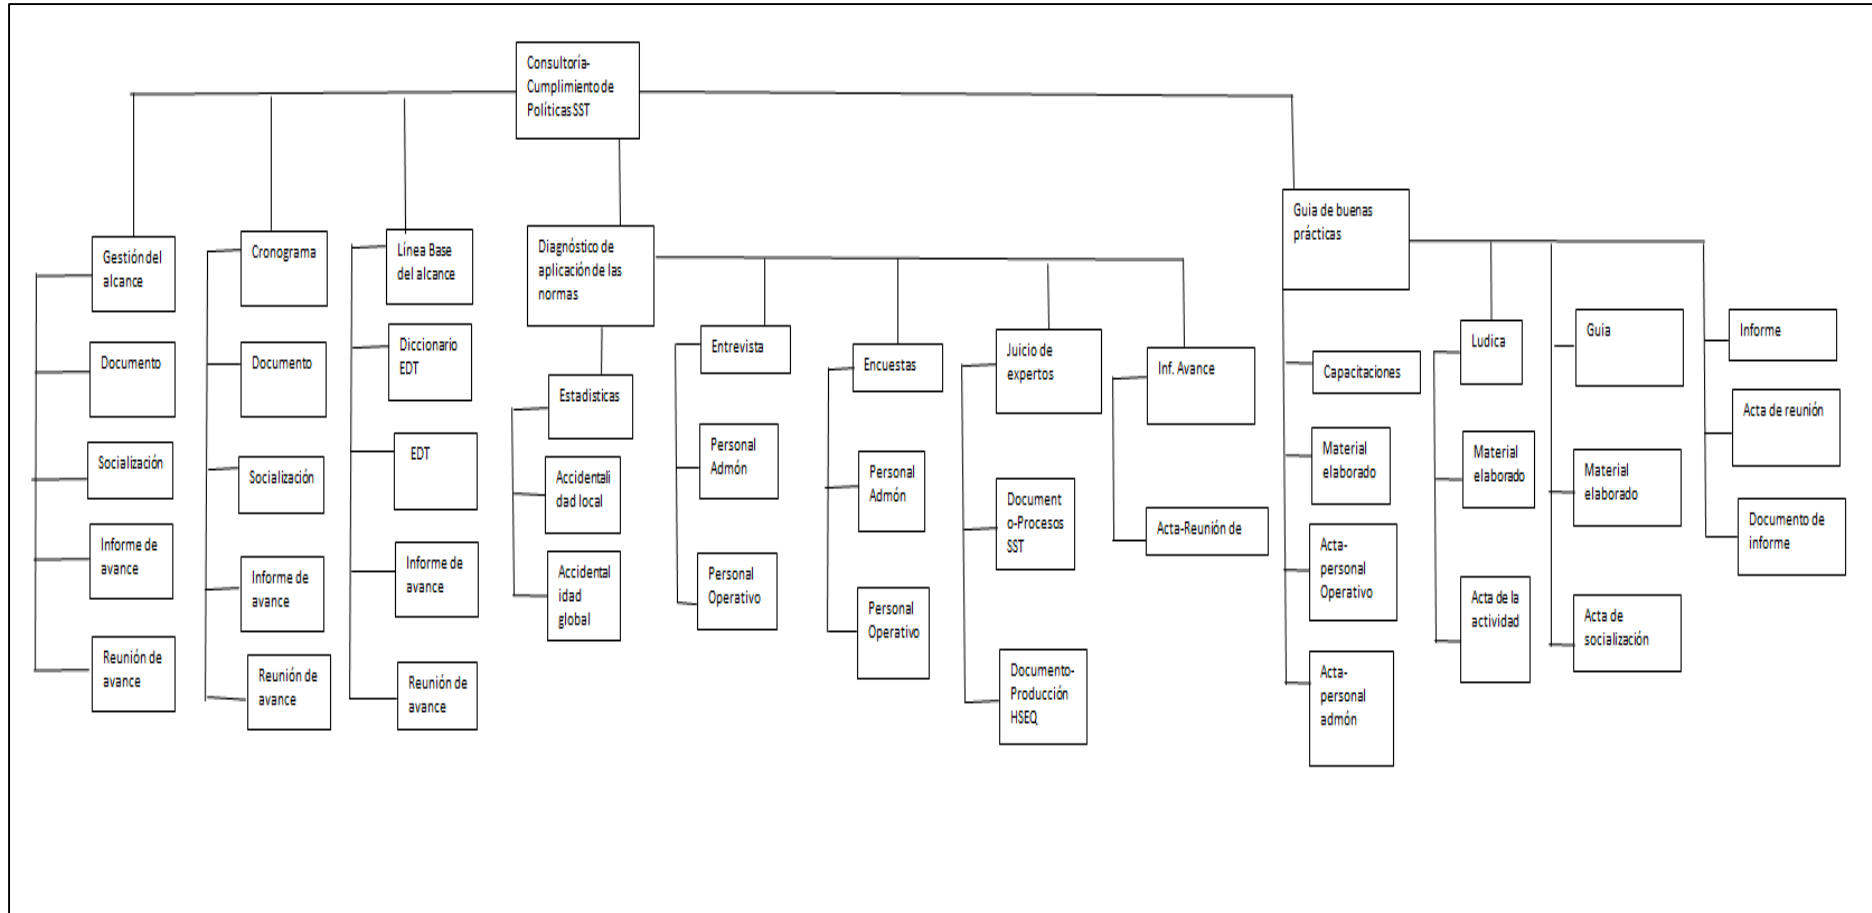 Consultoría-
Cumplimiento de
Políticas SST
Gestión del
alcance
Documento
Socialización
Informe de
avance
Reunión de
avance
Cronograma
Documento
Socialización
Informe de
avance
Reunión de
avance
Línea Base
del alcance
Diccionario
EDT
EDT
Informe de
avance
Reunión de
avance
Diagnóstico de
aplicación de las
normas
Estadisticas
Accidentali
dad local
Accidental
idad
global
Entrevista
Personal
Admón
Personal
Operativo
Encuestas
Personal
Admón
Personal
Operativo
Juicio de
expertos
Document
o-Procesos
SST
Documento-
Producción
HSEQ
Inf. Avance
Acta-Reunión de
Guia de buenas
prácticas
Capacitaciones
Material
elaborado
Acta-
personal
Operativo
Acta-
personal
admón
Ludica
Material
elaborado
Acta de la
actividad
Guia
Material
elaborado
Acta de
socialización
Informe
Acta de reunión
Documento de
informe